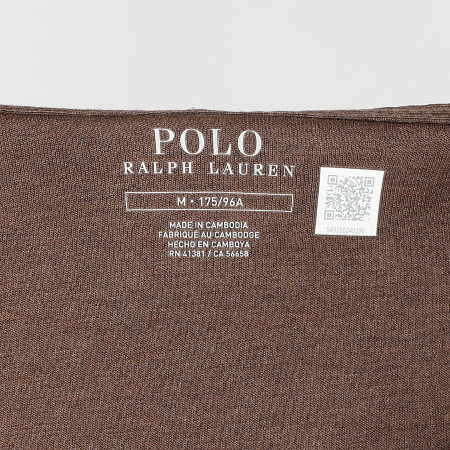 POLO
RALPH LAUREN
M • 175/96A
MADE IN CAMBODIA
FABRIQUÉ AU CAMBODGE
HECHO EN CAMBOYA
RN 41381 / CA 56658